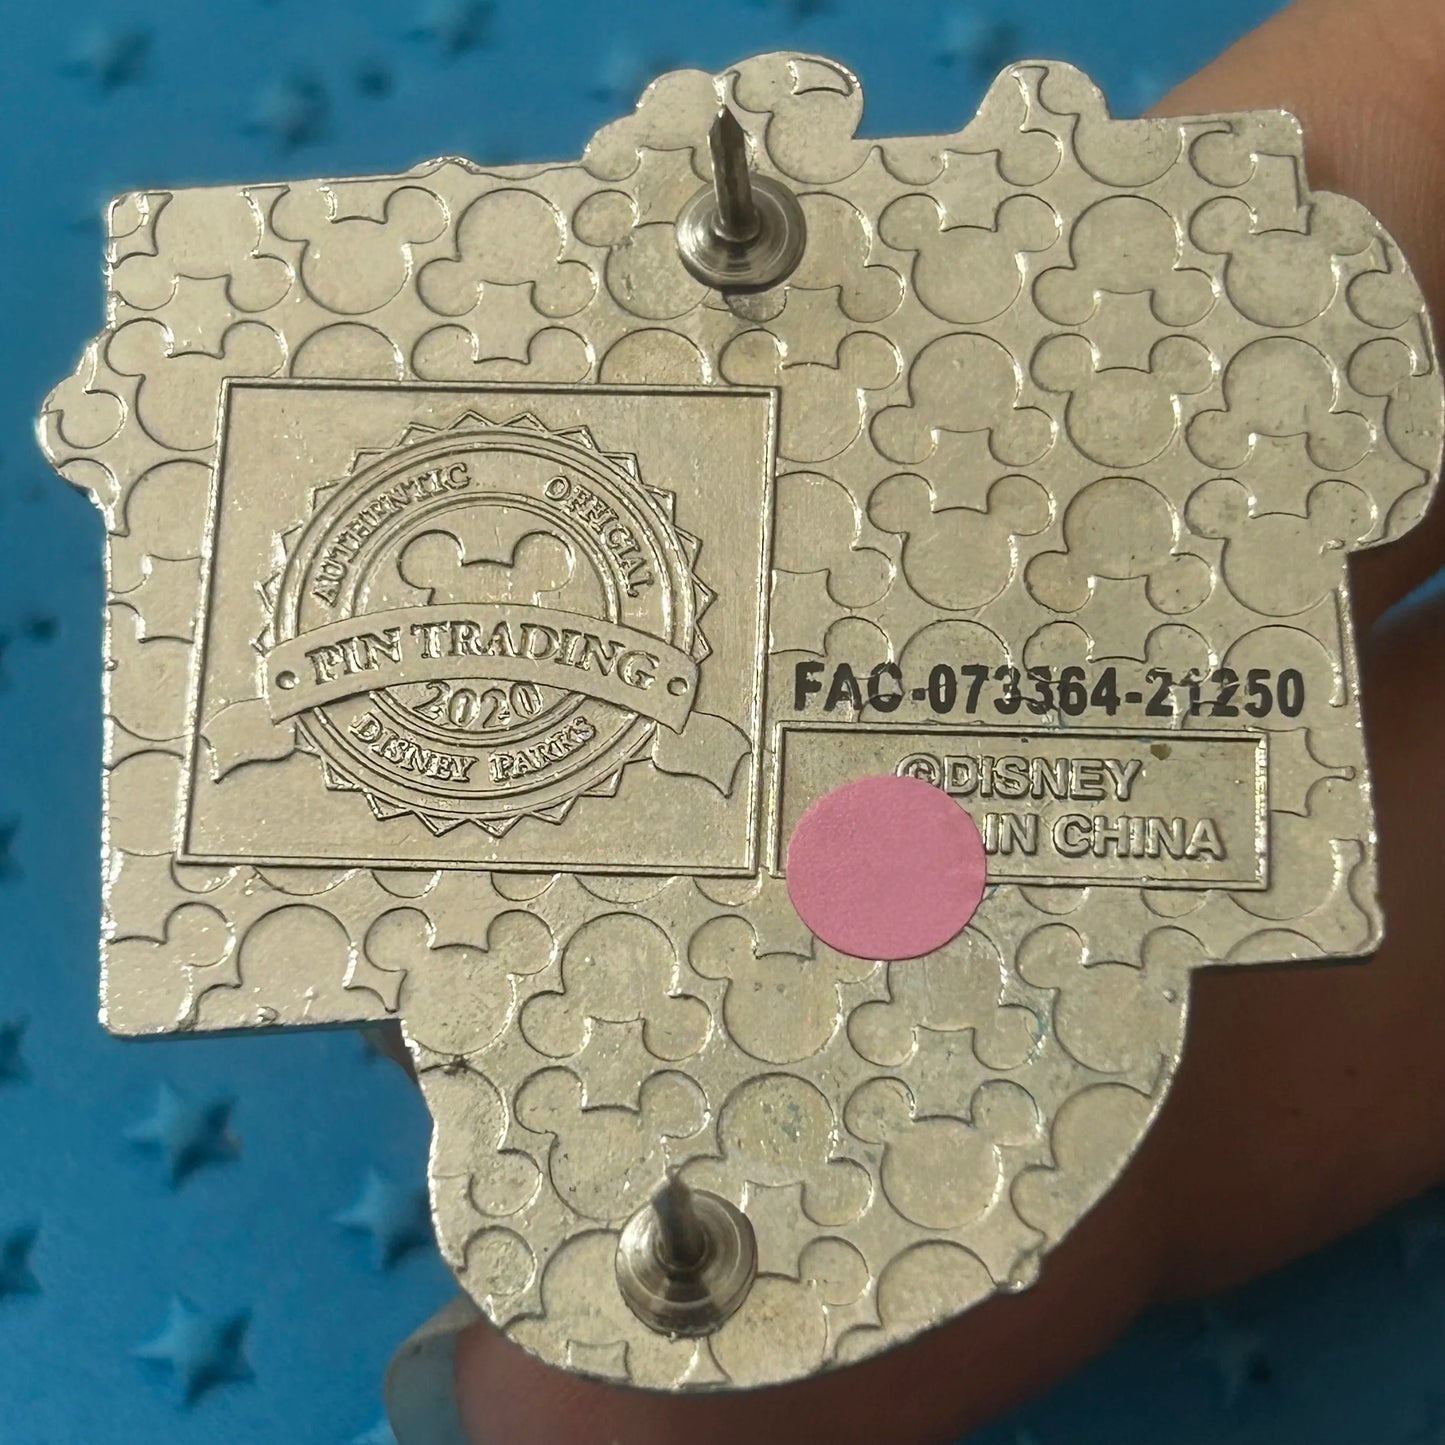 AUTHENTIC OFFICIAL
PIN TRADING
2020
DISNEY PARKS
FAC-073364-21250
©DISNEY
IN CHINA